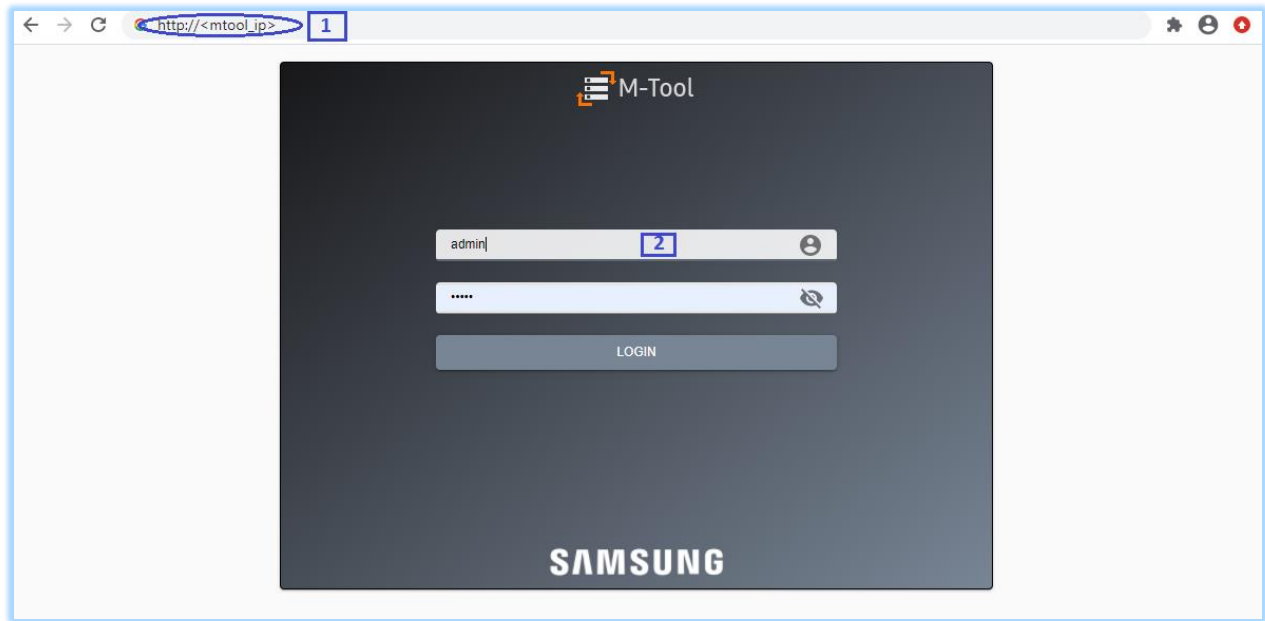 http://<mtool_ip> 1
M-Tool
admin 2
•••••
LOGIN
SAMSUNG